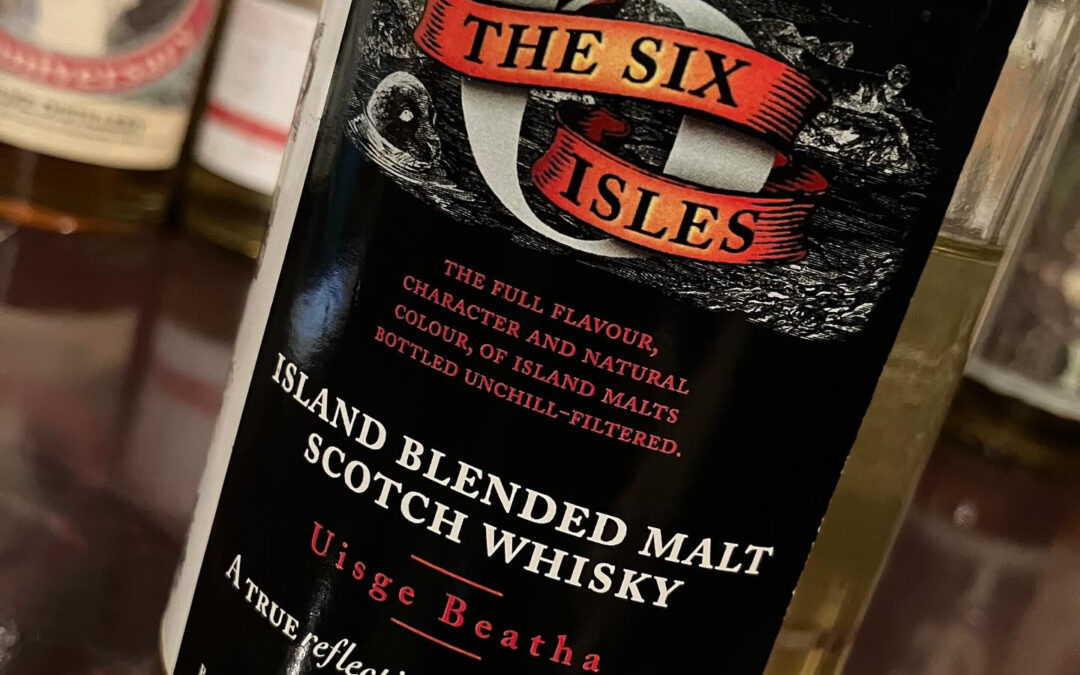 THE SIX
ISLES
THE FULL FLAVOUR,
CHARACTER AND NATURAL
COLOUR, OF ISLAND MALTS
BOTTLED UNCHILL-FILTERED.
ISLAND BLENDED MALT
SCOTCH WHISKY
Uisge Beatha
A TRUE